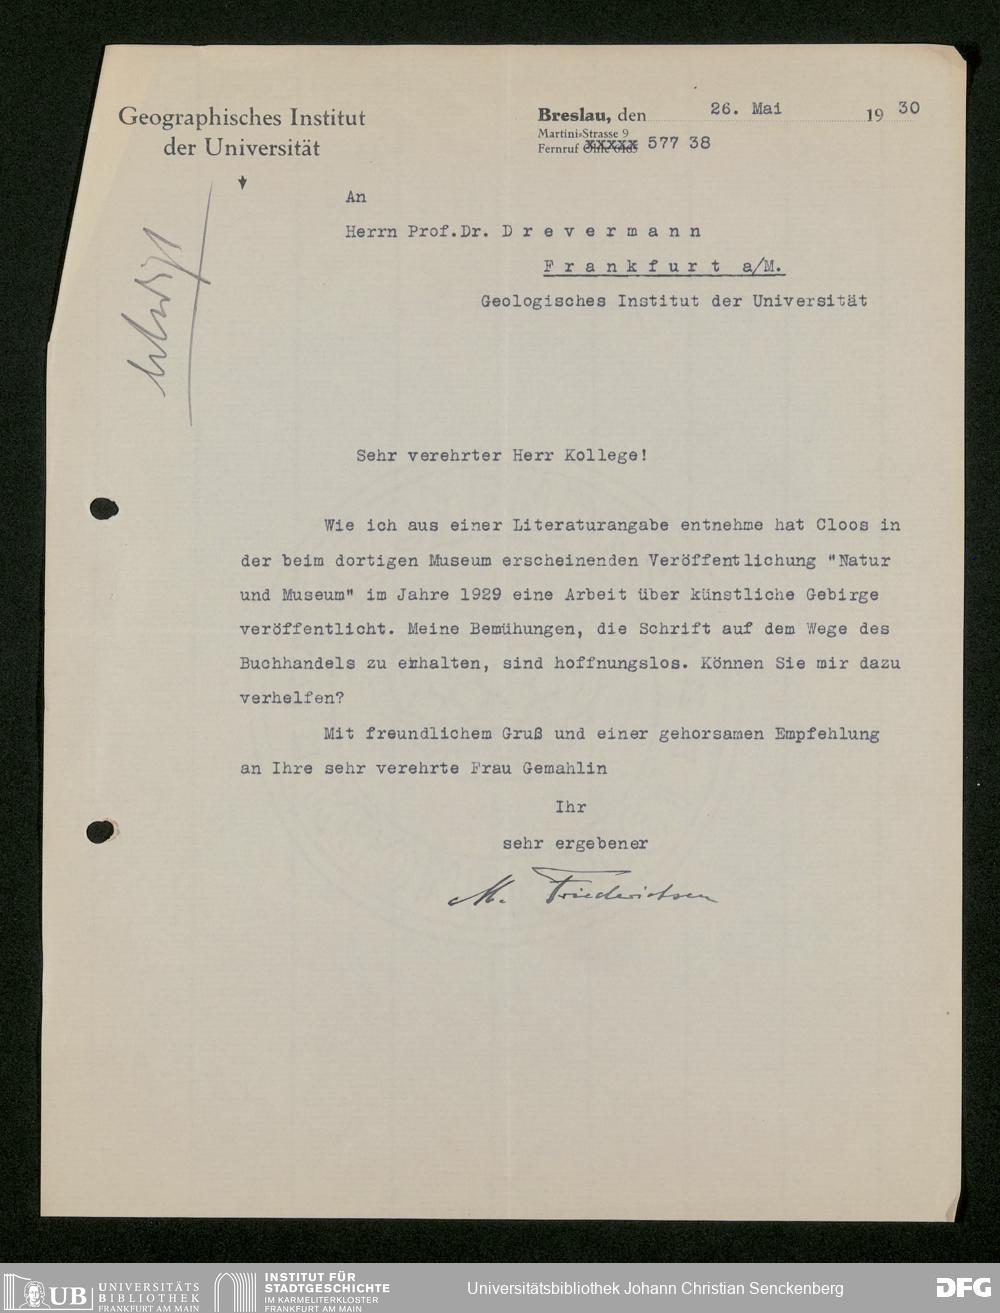 Geographisches Institut
der Universität
Breslau, den 26. Mai 1930
Martini-Strasse 9
Fernruf 577 38
erledigt
An
Herrn Prof.Dr. D r e v e r m a n n
F r a n k f u r t a/M.
Geologisches Institut der Universität
Sehr verehrter Herr Kollege!
Wie ich aus einer Literaturangabe entnehme hat Cloos in
der beim dortigen Museum erscheinenden Veröffentlichung "Natur
und Museum" im Jahre 1929 eine Arbeit über künstliche Gebirge
veröffentlicht. Meine Bemühungen, die Schrift auf dem Wege des
Buchhandels zu erhalten, sind hoffnungslos. Können Sie mir dazu
verhelfen?
Mit freundlichem Gruß und einer gehorsamen Empfehlung
an Ihre sehr verehrte Frau Gemahlin
Ihr
sehr ergebener
M. Friederichsen
UB UNIVERSITÄTS
BIBLIOTHEK
FRANKFURT AM MAIN
INSTITUT FÜR
STADTGESCHICHTE
IM KARMELITERKLOSTER
FRANKFURT AM MAIN
Universitätsbibliothek Johann Christian Senckenberg
DFG